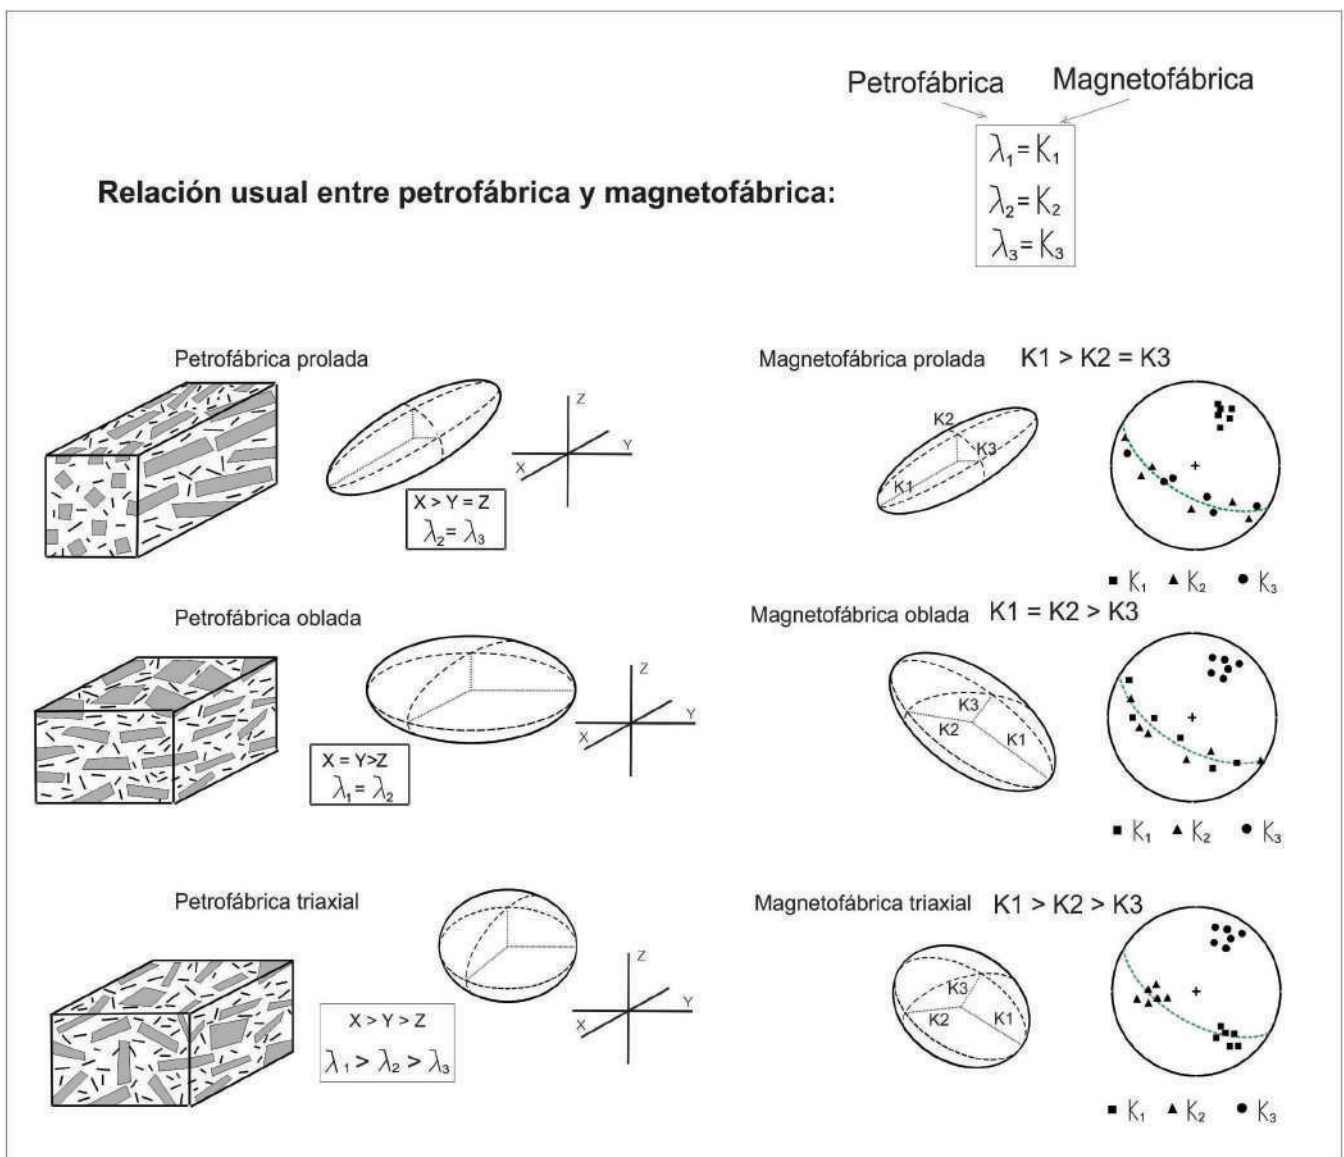 Petrofábrica Magnetofábrica
λ₁ = K₁
Relación usual entre petrofábrica y magnetofábrica:
λ₂ = K₂
λ₃ = K₃
Petrofábrica prolada
Z
Y
X
X > Y = Z
λ₂ = λ₃
Magnetofábrica prolada K1 > K2 = K3
K2
K3
K1
K₁ K₂ K₃
Petrofábrica oblada
Z
Y
X
X = Y>Z
λ₁ = λ₂
Magnetofábrica oblada K1 = K2 > K3
K3
K2 K1
K₁ K₂ K₃
Petrofábrica triaxial
Z
Y
X
X > Y > Z
λ₁ > λ₂ > λ₃
Magnetofábrica triaxial K1 > K2 > K3
K3
K2 K1
K₁ K₂ K₃